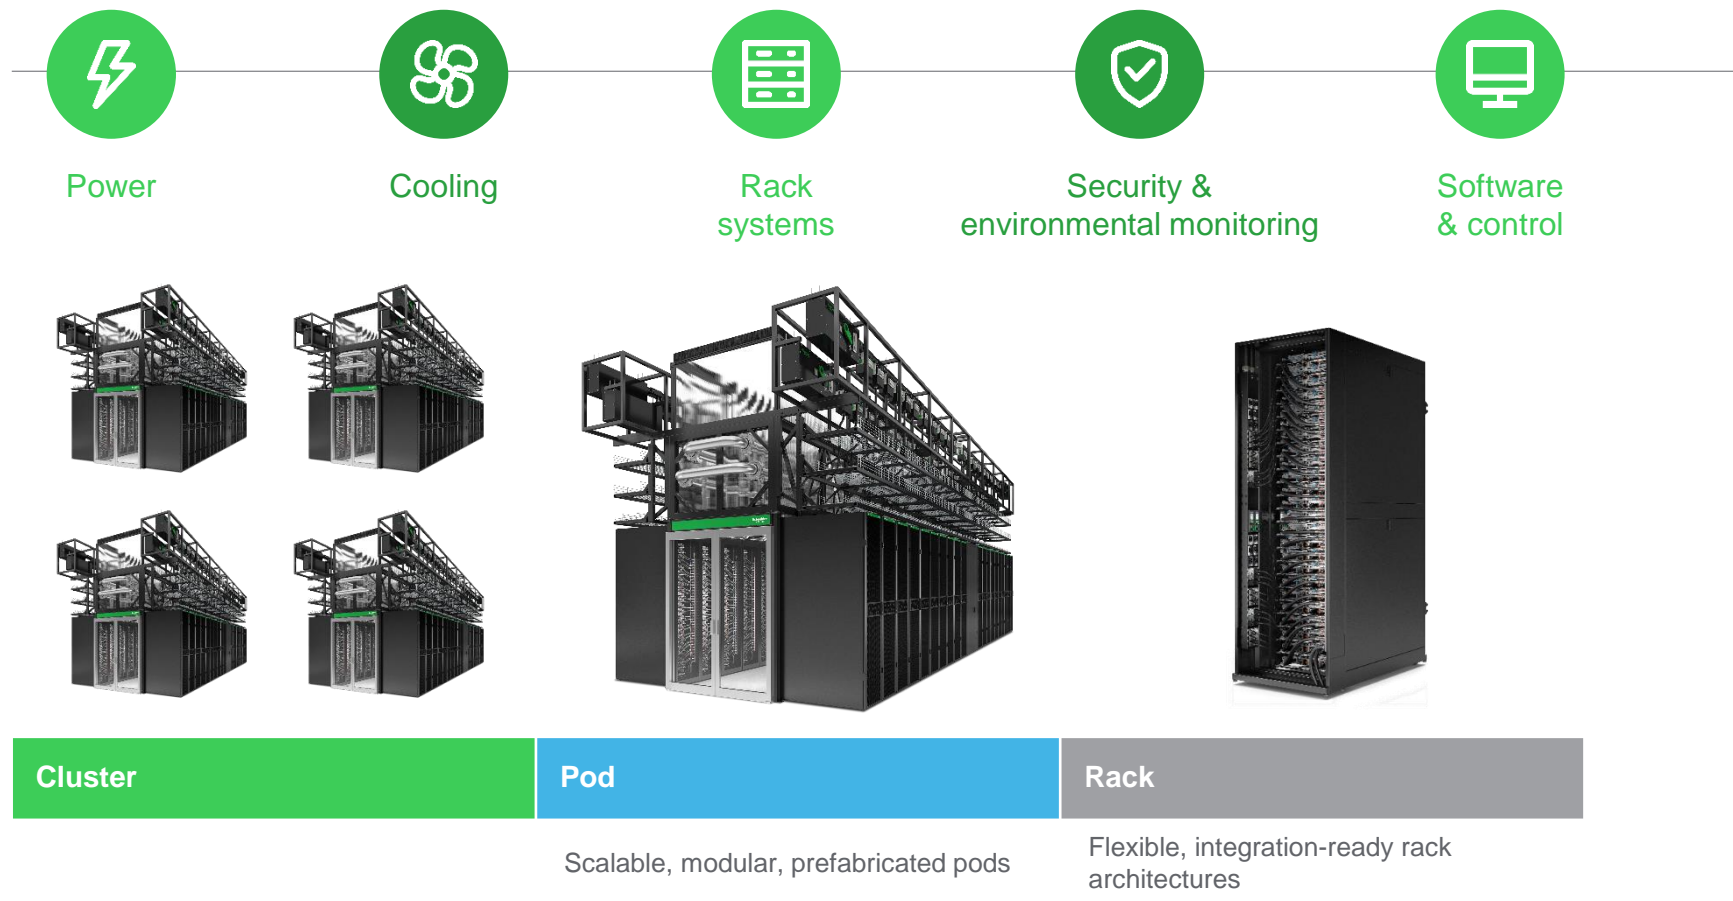 Power
Cooling
Rack
systems
Security &
environmental monitoring
Software
& control
Cluster
Pod
Rack
Scalable, modular, prefabricated pods
Flexible, integration-ready rack
architectures